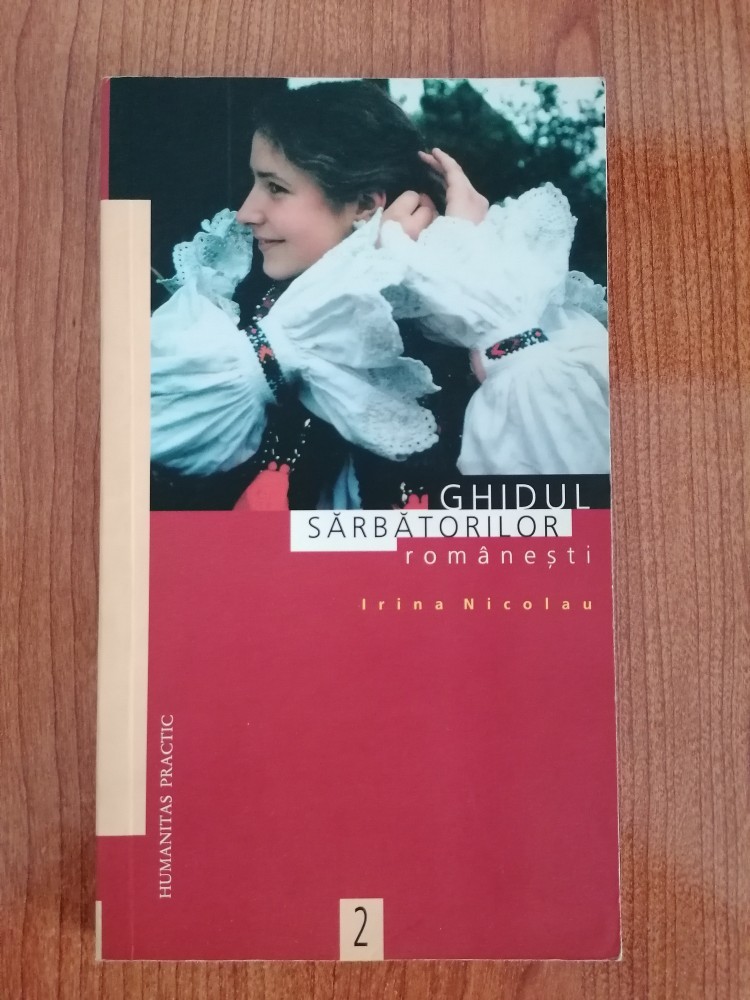 GHIDUL
SĂRBĂTORILOR
românești
Irina Nicolau
HUMANITAS PRACTIC
2